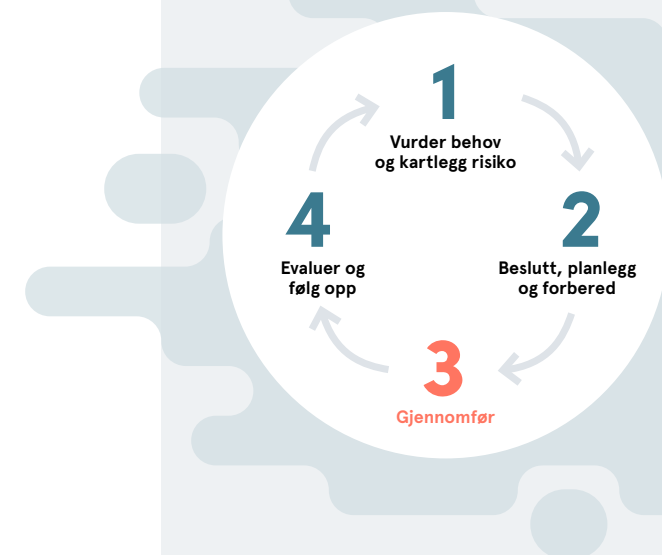 1
Vurder behov
og kartlegg risiko
2
Beslutt, planlegg
og forbered
3
Gjennomfør
4
Evaluer og
følg opp